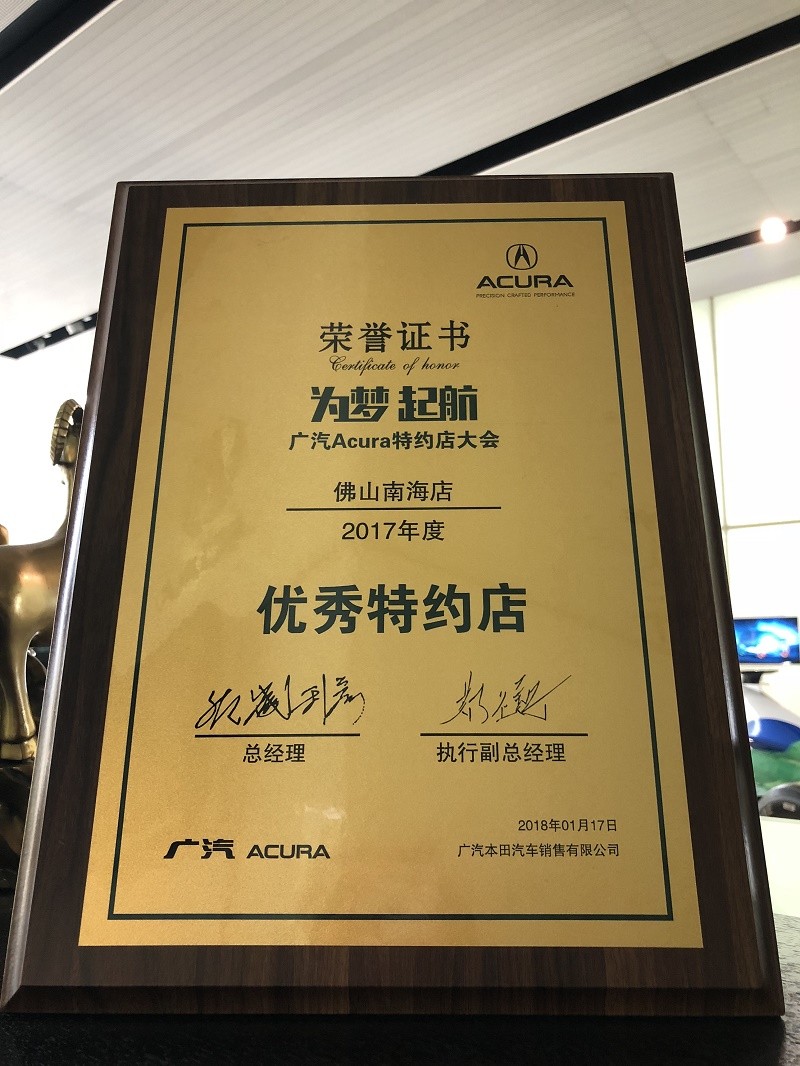 ACURA
PRECISION CRAFTED PERFORMANCE
荣誉证书
Certificate of honor
为梦 起航
广汽Acura特约店大会
佛山南海店
2017年度
优秀特约店
总经理
执行副总经理
2018年01月17日
广汽 ACURA
广汽本田汽车销售有限公司